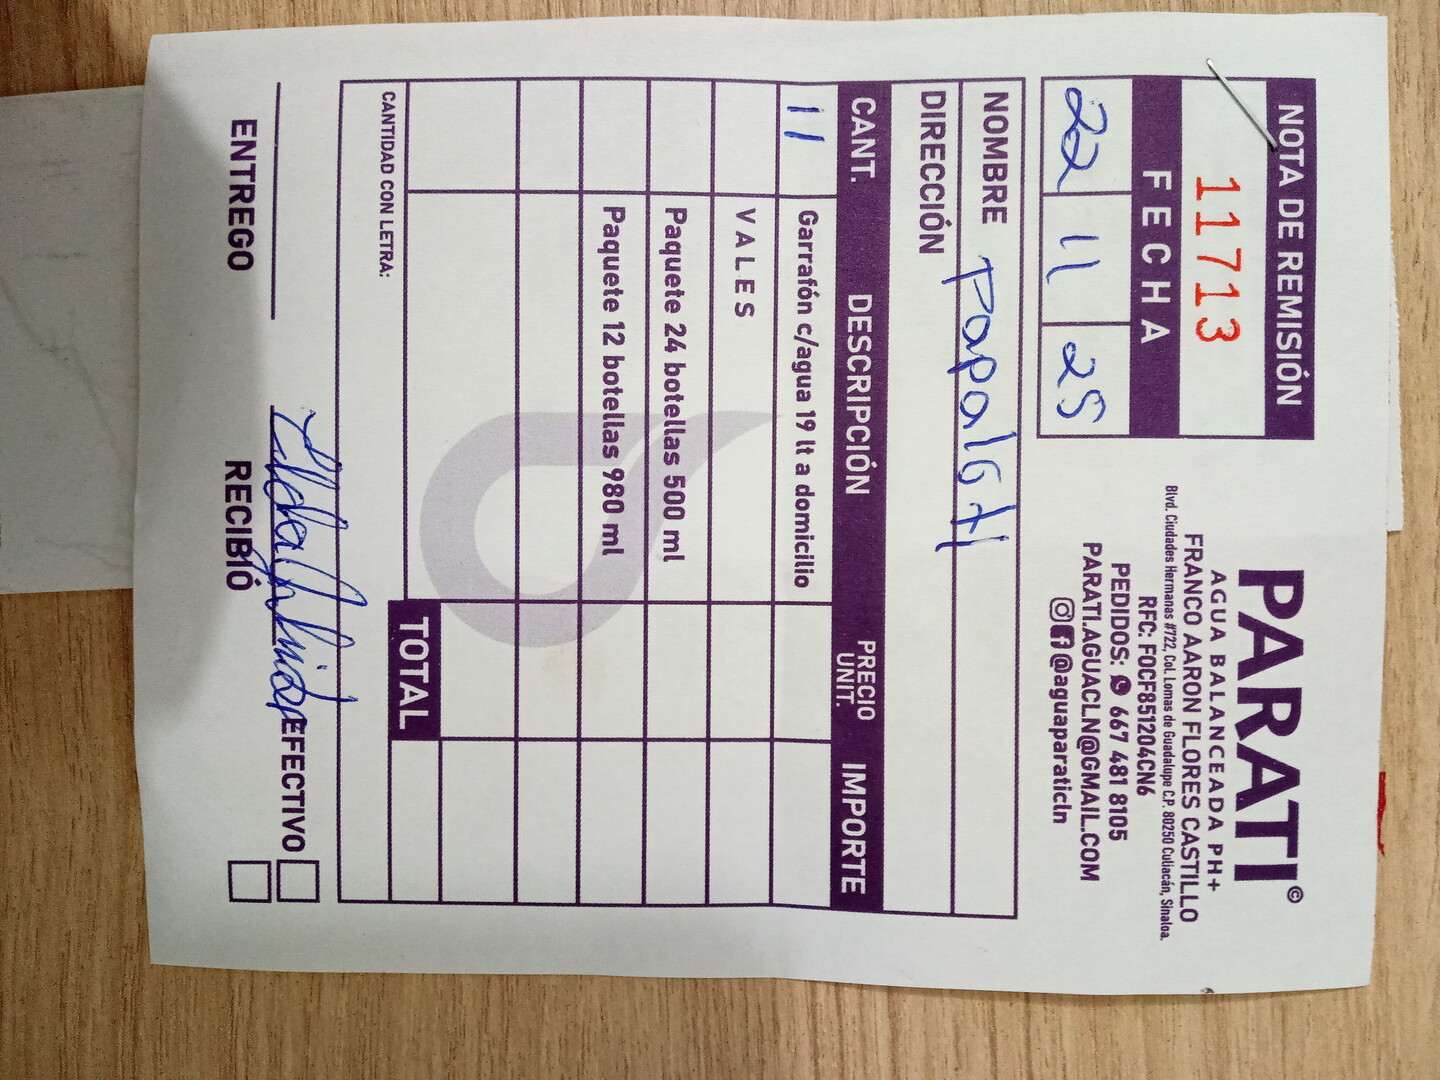 NOTA DE REMISIÓN
11713
FECHA
22 11 25
PARATI©
AGUA BALANCEADA PH+
FRANCO AARON FLORES CASTILLO
Blvd. Ciudades Hermanas #722, Col. Lomas de Guadalupe C.P. 80250 Culiacán, Sinaloa.
RFC: FOCF851204CN6
PEDIDOS: 667 481 8105
PARATI.AGUACLN@GMAIL.COM
@aguaparaticln
NOMBRE Papalotl
DIRECCIÓN
CANT. DESCRIPCIÓN PRECIO UNIT. IMPORTE
11 Garrafón c/agua 19 lt a domicilio
VALES
Paquete 24 botellas 500 ml
Paquete 12 botellas 980 ml
TOTAL
CANTIDAD CON LETRA:
EFECTIVO
ENTREGO RECIBIÓ